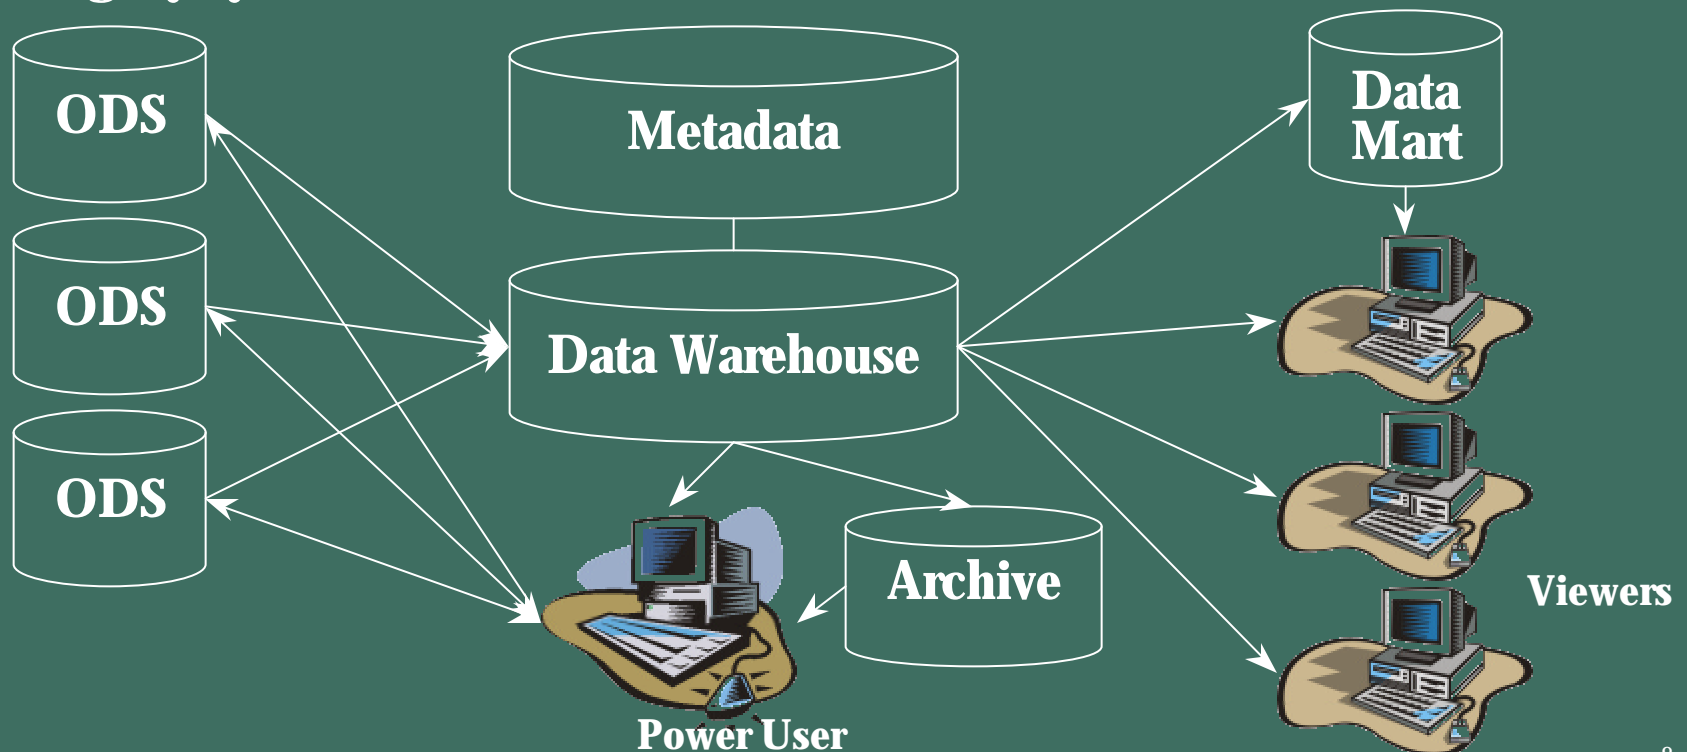 ODS
ODS
ODS
Metadata
Data Warehouse
Archive
Power User
Data
Mart
Viewers